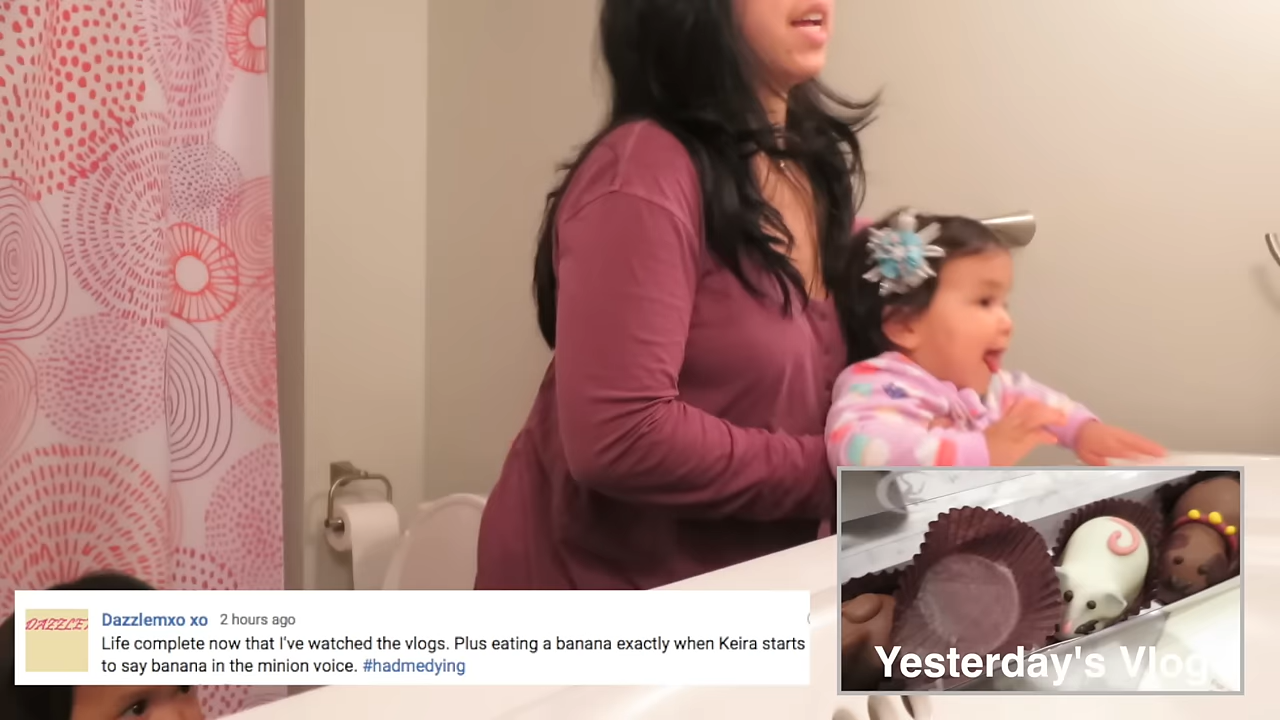 DAZZLE
Dazzlemxo xo 2 hours ago
Life complete now that I've watched the vlogs. Plus eating a banana exactly when Keira starts
to say banana in the minion voice. #hadmedying
Yesterday's Vlog